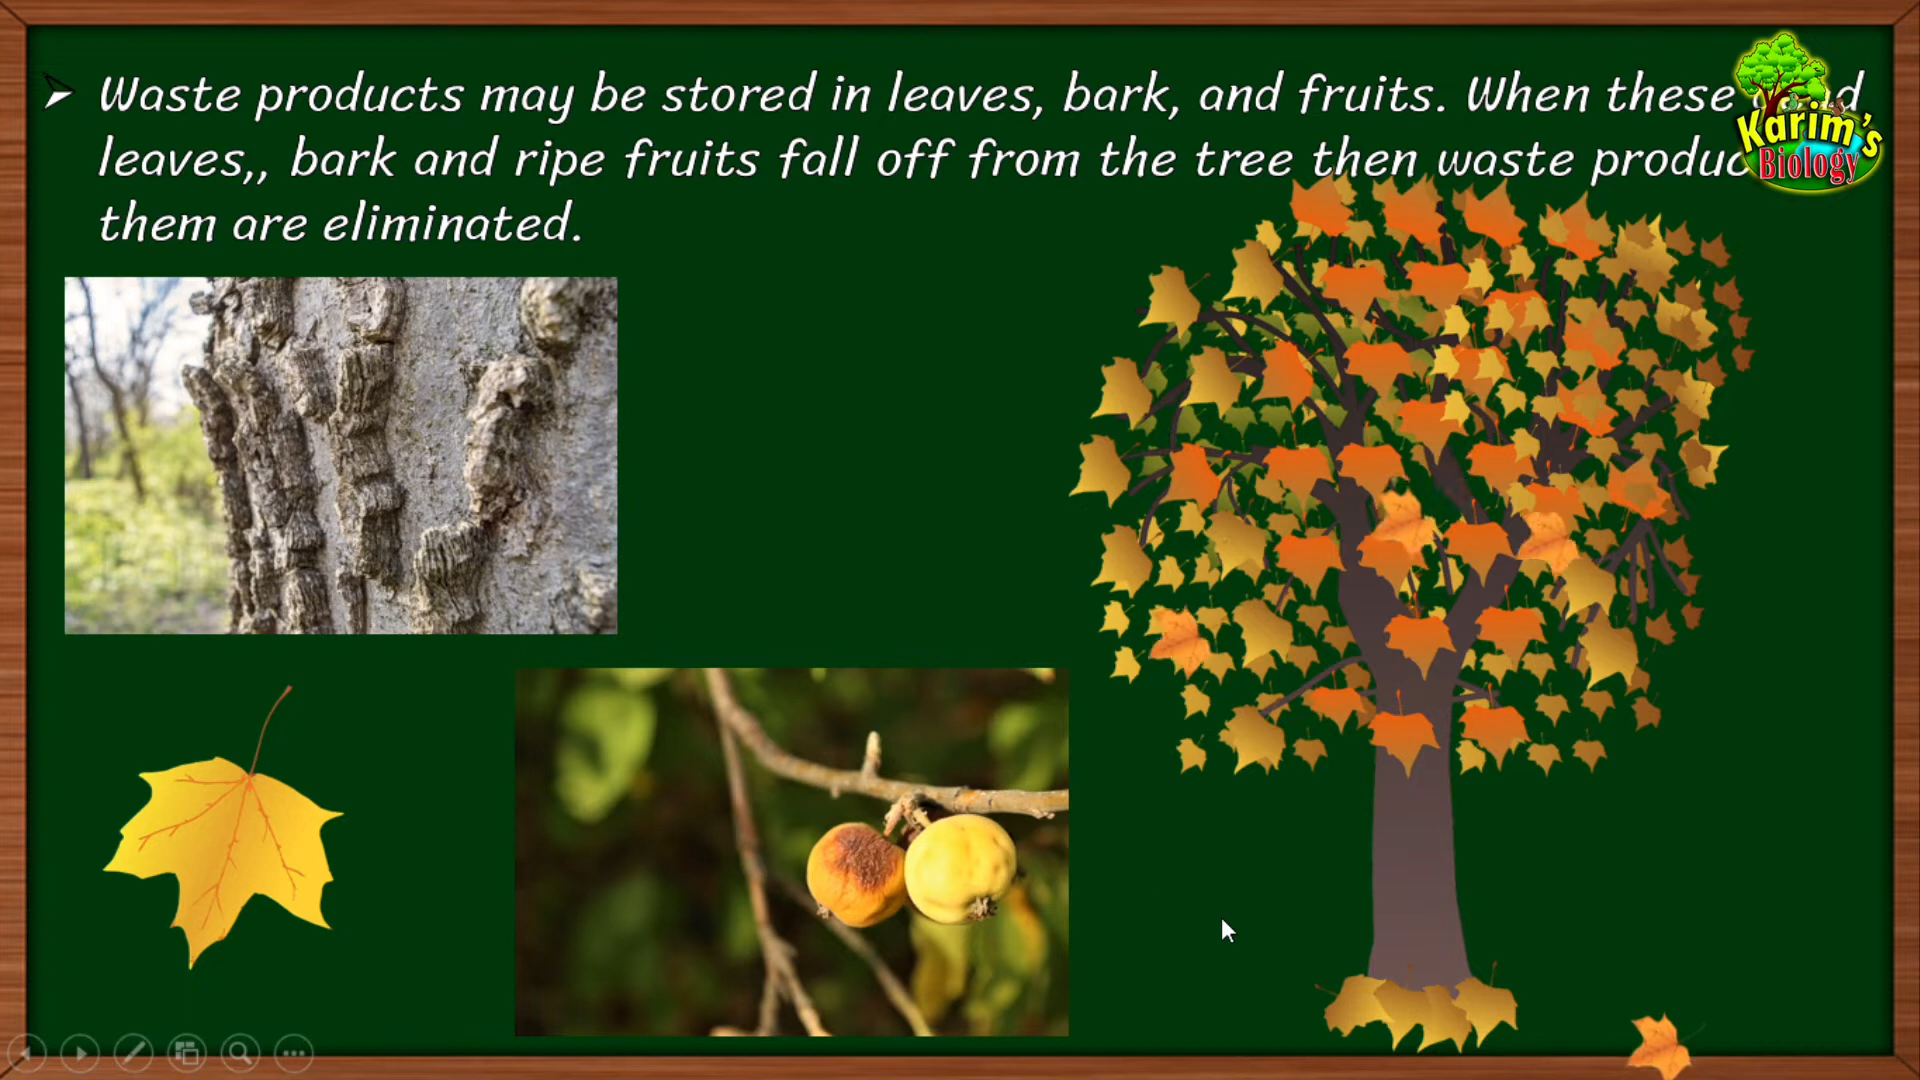 Waste products may be stored in leaves, bark, and fruits. When these
leaves,, bark and ripe fruits fall off from the tree then waste
them are eliminated.
Karim's
Biology